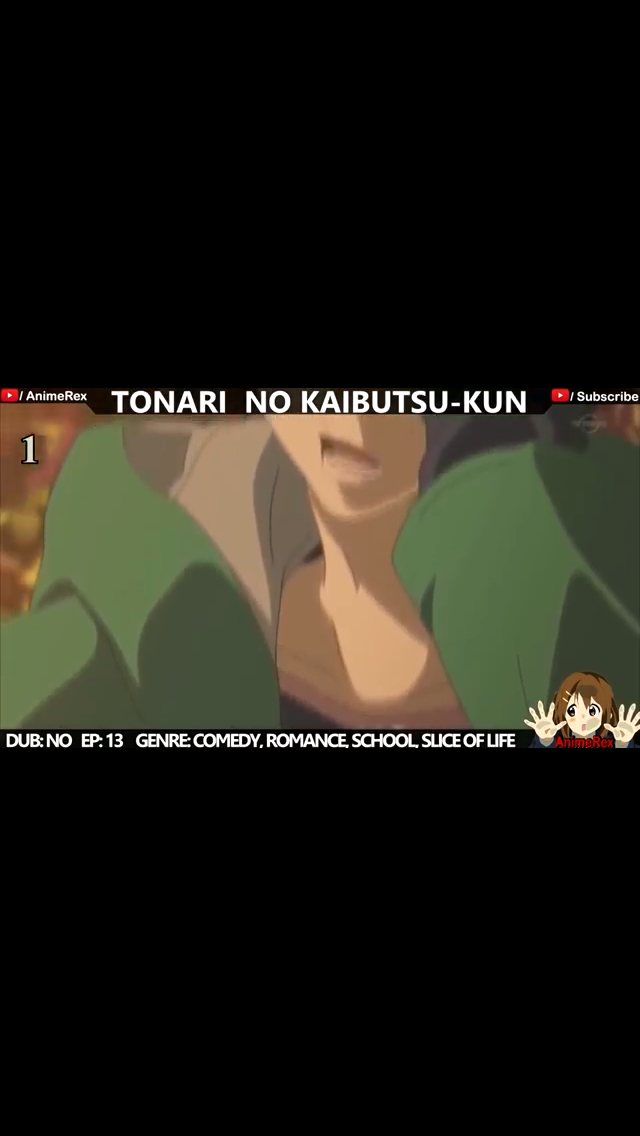 / AnimeRex
TONARI NO KAIBUTSU-KUN
/ Subscribe
1
DUB: NO EP: 13 GENRE: COMEDY, ROMANCE, SCHOOL, SLICE OF LIFE
AnimeRex